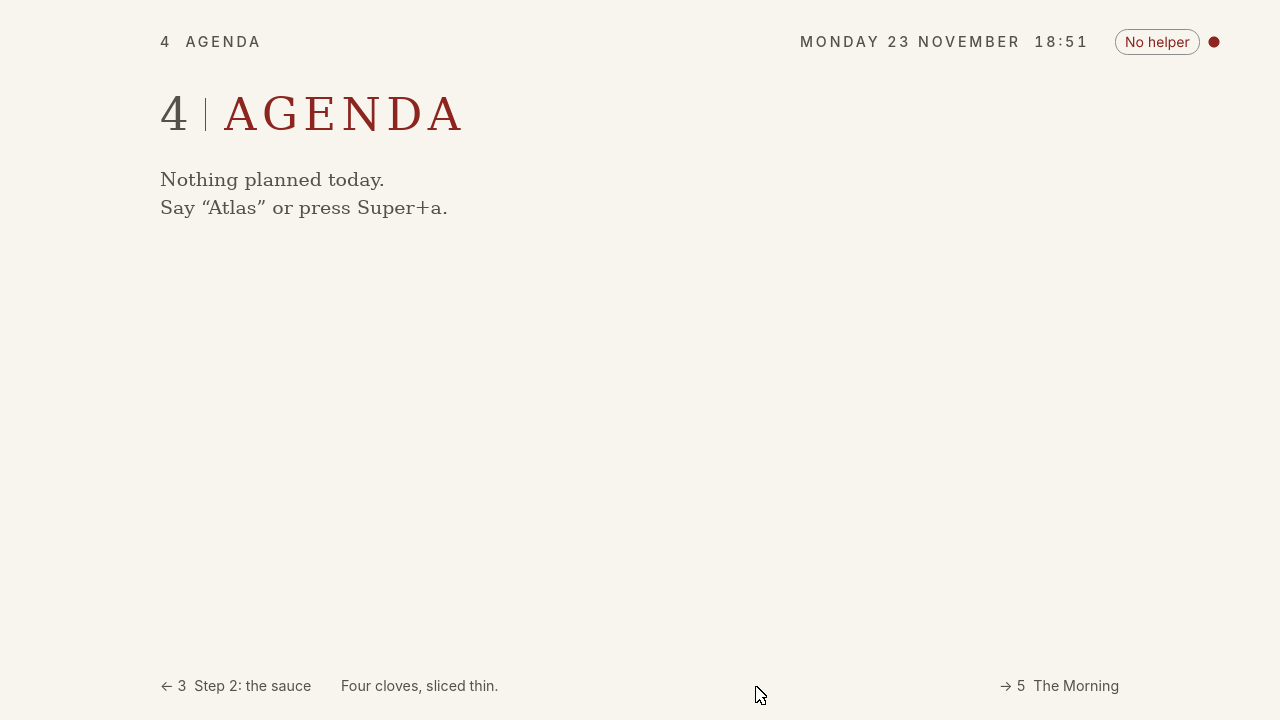 4 AGENDA
MONDAY 23 NOVEMBER 18:51
No helper
4 AGENDA
Nothing planned today.
Say “Atlas” or press Super+a.
← 3 Step 2: the sauce
Four cloves, sliced thin.
→ 5 The Morning